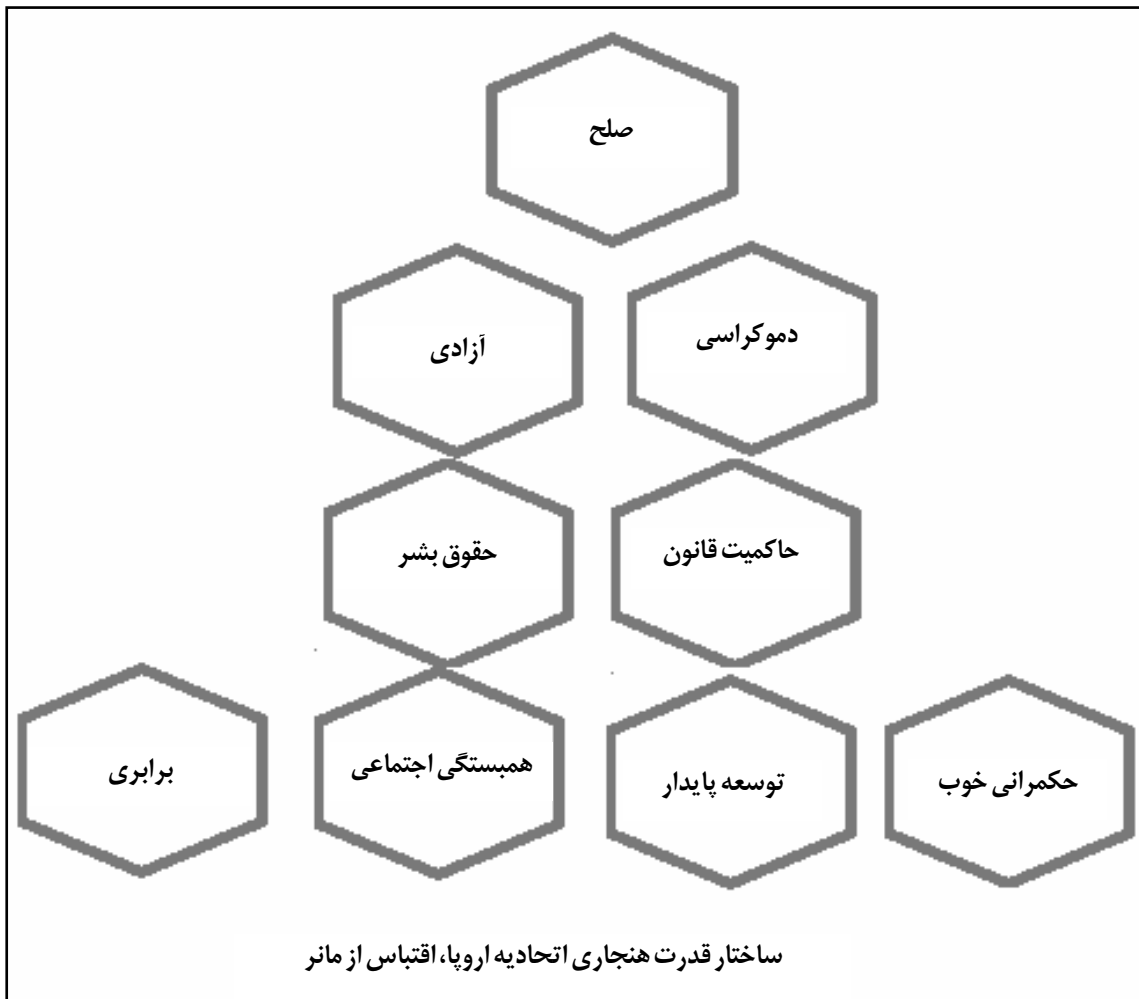 صلح
دموکراسی
آزادی
حاکمیت قانون
حقوق بشر
حکمرانی خوب
توسعه پایدار
همبستگی اجتماعی
برابری
ساختار قدرت هنجاری اتحادیه اروپا، اقتباس از مانر